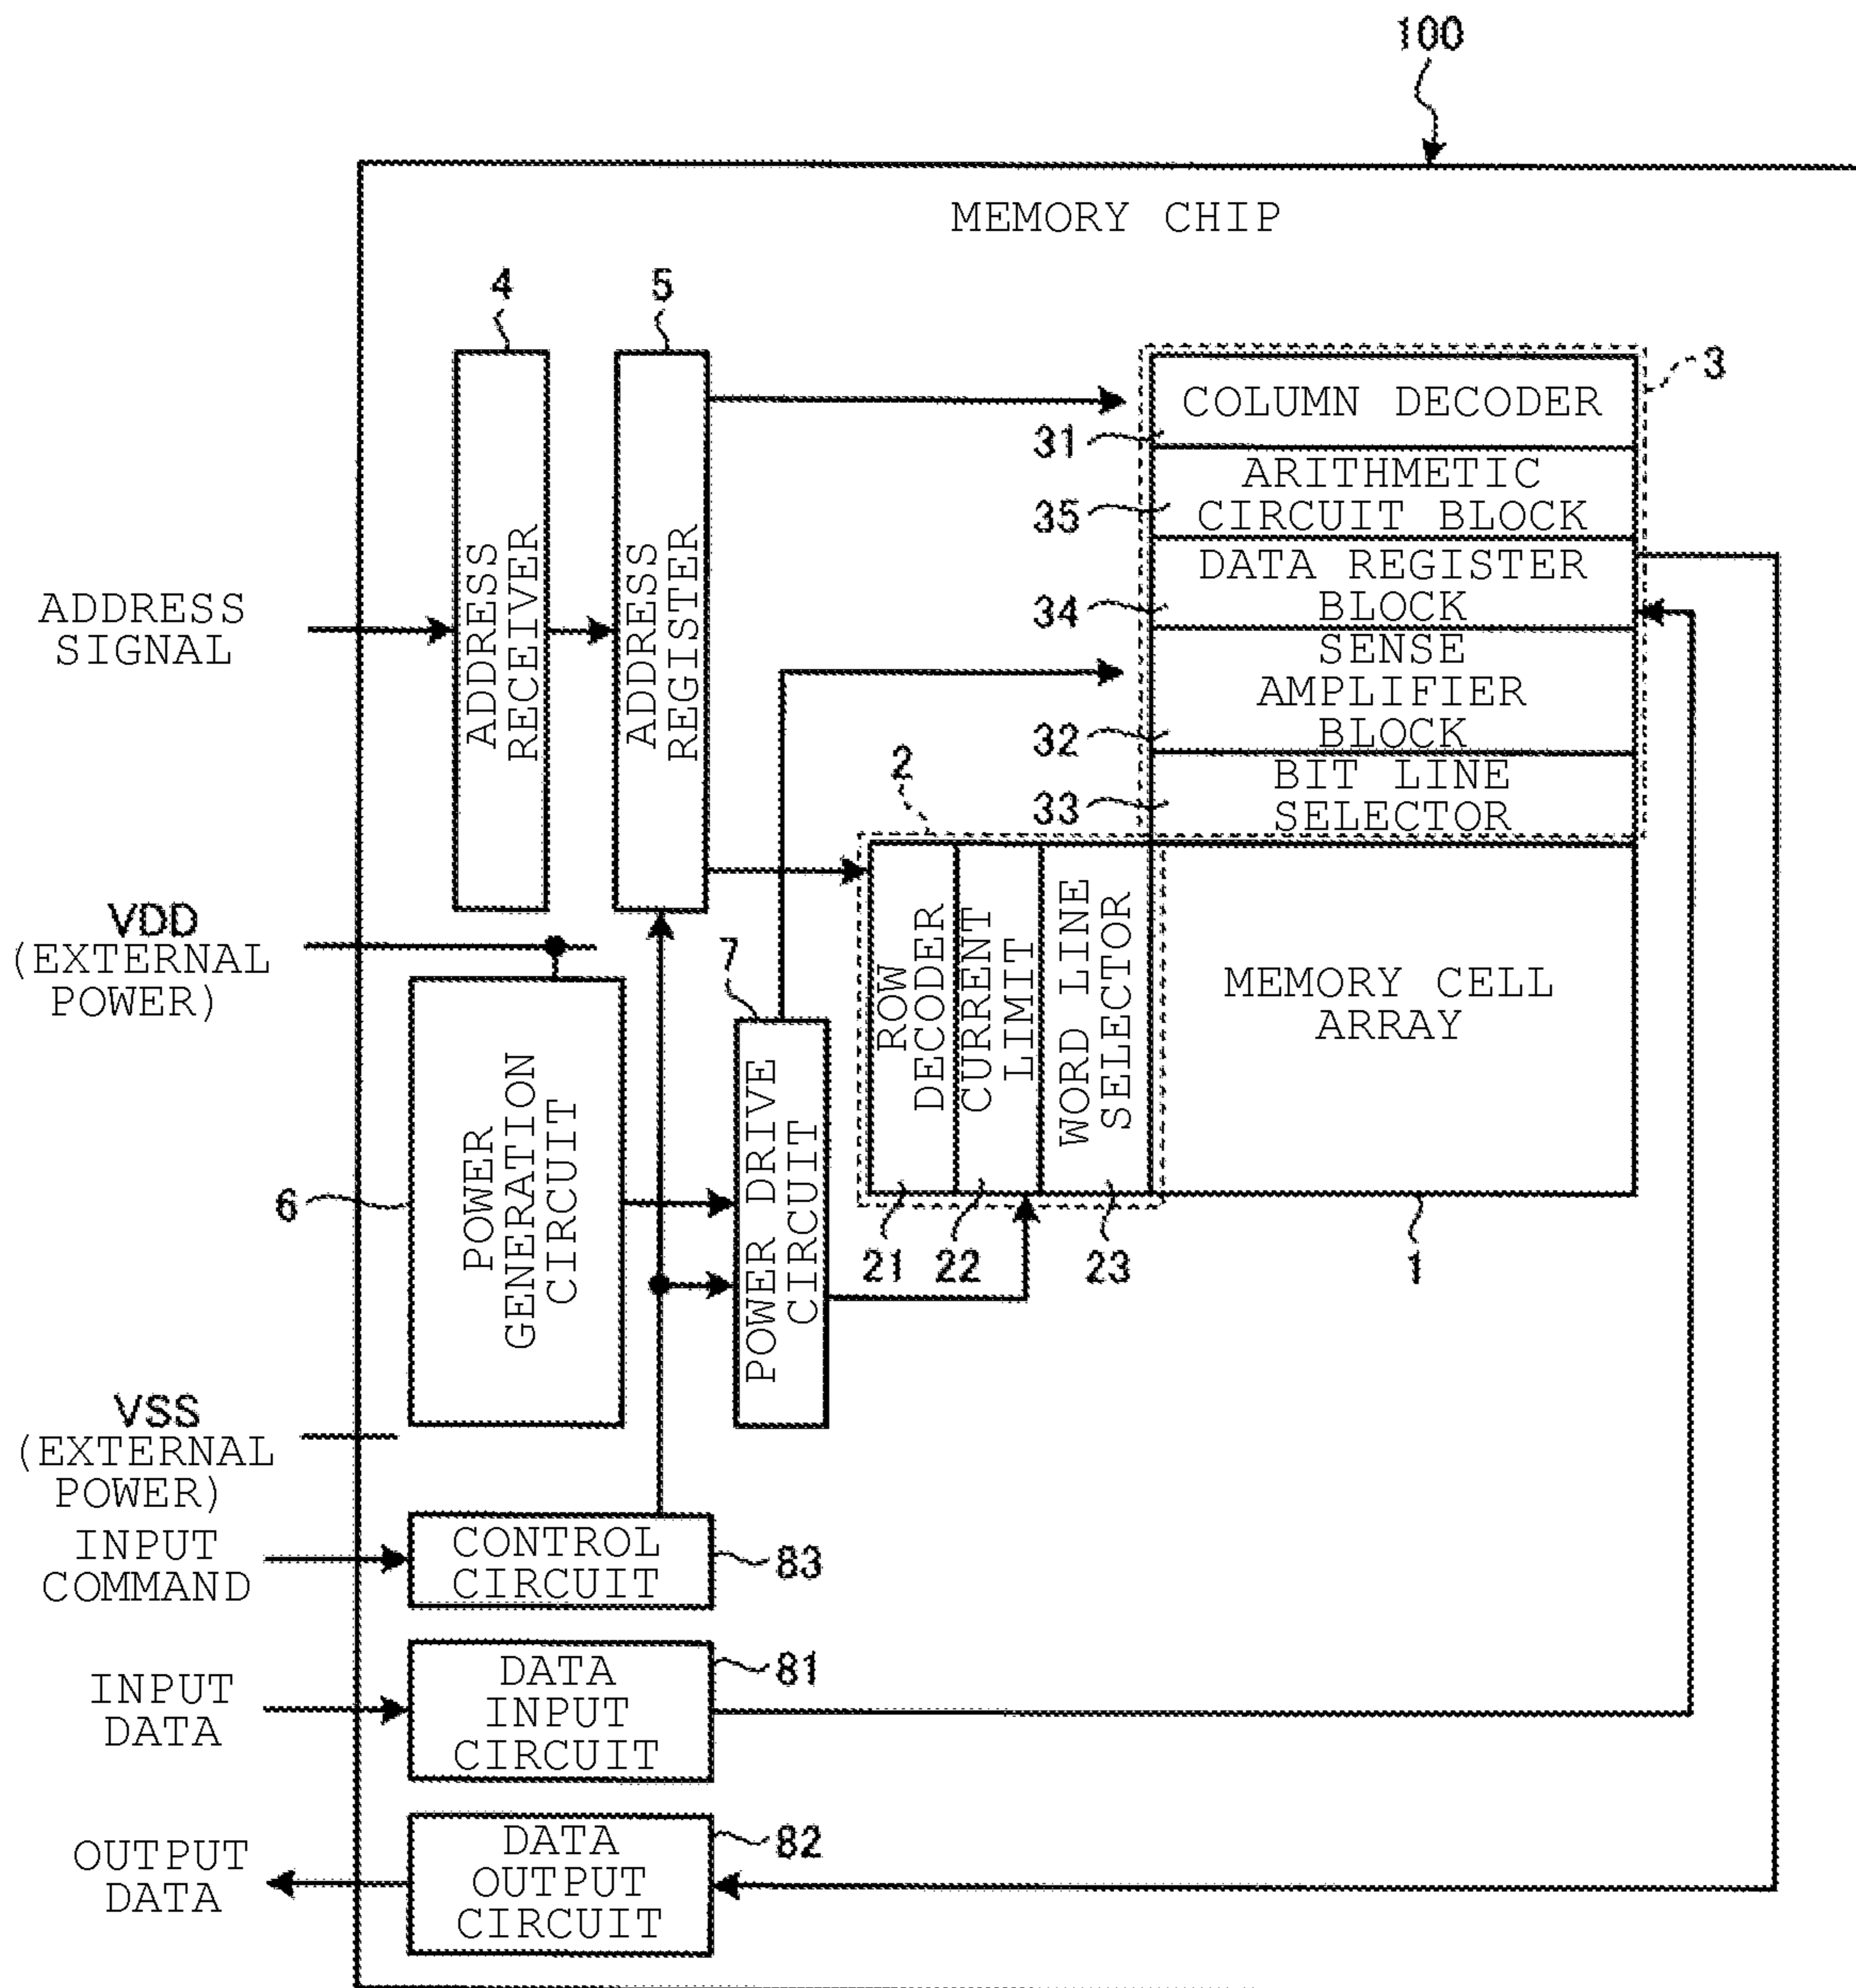 100
MEMORY CHIP
4
5
3
COLUMN DECODER
31
ARITHMETIC
CIRCUIT BLOCK
35
DATA REGISTER
BLOCK
34
SENSE
AMPLIFIER
BLOCK
32
BIT LINE
SELECTOR
33
2
ADDRESS
SIGNAL
ADDRESS
RECEIVER
ADDRESS
REGISTER
VDD
(EXTERNAL
POWER)
7
ROW
DECODER
CURRENT
LIMIT
WORD LINE
SELECTOR
MEMORY CELL
ARRAY
6
POWER
GENERATION
CIRCUIT
POWER DRIVE
CIRCUIT
21
22
23
1
VSS
(EXTERNAL
POWER)
INPUT
COMMAND
CONTROL
CIRCUIT
83
INPUT
DATA
DATA
INPUT
CIRCUIT
81
OUTPUT
DATA
DATA
OUTPUT
CIRCUIT
82